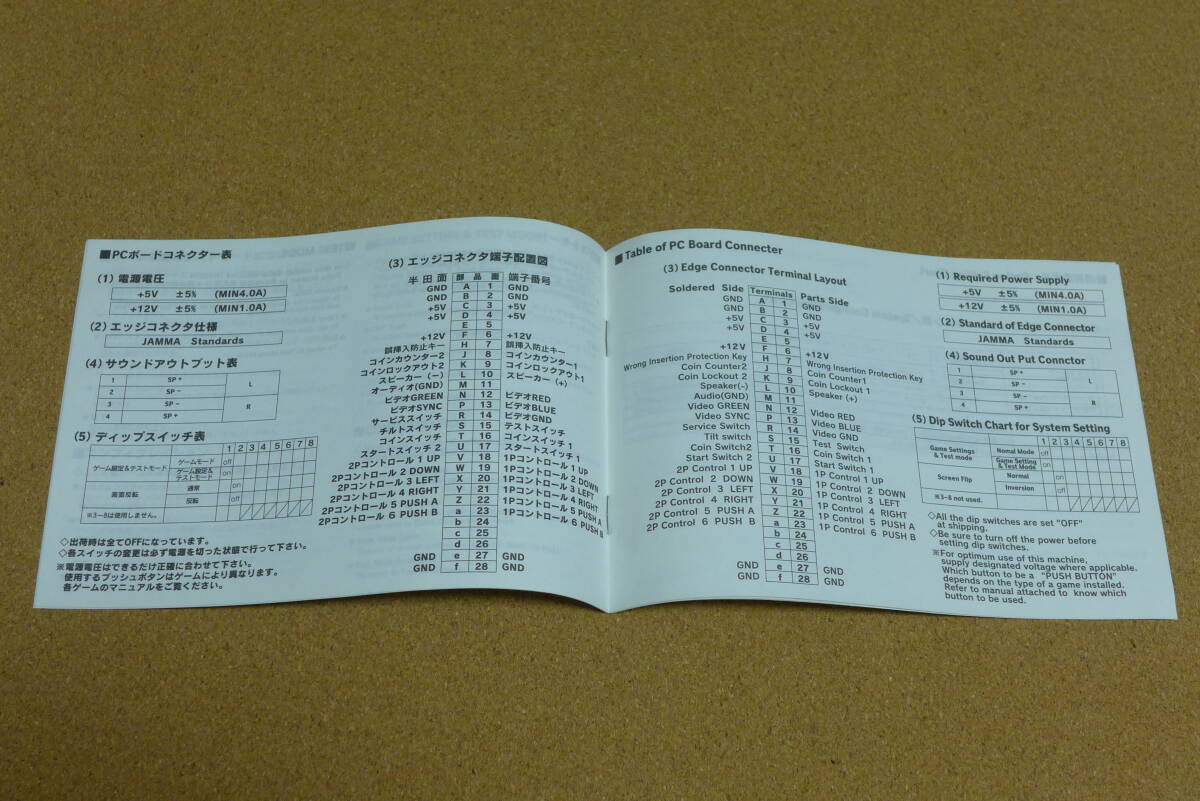 ■PCボードコネクター表
(1) 電源電圧
+5V ±5% (MIN4.0A)
+12V ±5% (MIN1.0A)
(2) エッジコネクタ仕様
JAMMA Standards
(4) サウンドアウトプット表
1 SP + L
2 SP −
3 SP − R
4 SP +
(5) ディップスイッチ表
1 2 3 4 5 6 7 8
ゲーム設定&テストモード ゲームモード off
ゲーム設定&テストモード on
画面反転 通常 on
反転 off
※3~8は使用しません。
◇出荷時は全てOFFになっています。
◇各スイッチの変更は必ず電源を切った状態で行って下さい。
※電源電圧はできるだけ正確に合わせて下さい。
使用するプッシュボタンはゲームにより異なります。
各ゲームのマニュアルをご覧ください。
(3) エッジコネクタ端子配置図
半田面 部品面 端子番号
GND A 1 GND
GND B 2 GND
+5V C 3 +5V
+5V D 4 +5V
E 5
+12V F 6 +12V
誤挿入防止キー H 7 誤挿入防止キー
コインカウンター2 J 8 コインカウンター1
コインロックアウト2 K 9 コインロックアウト1
スピーカー (−) L 10 スピーカー (+)
オーディオ(GND) M 11
ビデオGREEN N 12 ビデオRED
ビデオSYNC P 13 ビデオBLUE
サービススイッチ R 14 ビデオGND
チルトスイッチ S 15 テストスイッチ
コインスイッチ T 16 コインスイッチ 1
スタートスイッチ 2 U 17 スタートスイッチ 1
2Pコントロール 1 UP V 18 1Pコントロール 1 UP
2Pコントロール 2 DOWN W 19 1Pコントロール 2 DOWN
2Pコントロール 3 LEFT X 20 1Pコントロール 3 LEFT
2Pコントロール 4 RIGHT Y 21 1Pコントロール 4 RIGHT
2Pコントロール 5 PUSH A Z 22 1Pコントロール 5 PUSH A
2Pコントロール 6 PUSH B a 23 1Pコントロール 6 PUSH B
b 24
c 25
d 26
GND e 27 GND
GND f 28 GND
■Table of PC Board Connecter
(3) Edge Connector Terminal Layout
Soldered Side Terminals Parts Side
GND A 1 GND
GND B 2 GND
+5V C 3 +5V
+5V D 4 +5V
E 5
+12V F 6 +12V
Wrong Insertion Protection Key H 7 Wrong Insertion Protection Key
Coin Counter2 J 8 Coin Counter1
Coin Lockout 2 K 9 Coin Lockout 1
Speaker(-) L 10 Speaker (+)
Audio(GND) M 11
Video GREEN N 12 Video RED
Video SYNC P 13 Video BLUE
Service Switch R 14 Video GND
Tilt switch S 15 Test Switch
Coin Switch2 T 16 Coin Switch 1
Start Switch 2 U 17 Start Switch 1
2P Control 1 UP V 18 1P Control 1 UP
2P Control 2 DOWN W 19 1P Control 2 DOWN
2P Control 3 LEFT X 20 1P Control 3 LEFT
2P Control 4 RIGHT Y 21 1P Control 4 RIGHT
2P Control 5 PUSH A Z 22 1P Control 5 PUSH A
2P Control 6 PUSH B a 23 1P Control 6 PUSH B
b 24
c 25
d 26
GND e 27 GND
GND f 28 GND
(1) Required Power Supply
+5V ±5% (MIN4.0A)
+12V ±5% (MIN1.0A)
(2) Standard of Edge Connector
JAMMA Standards
(4) Sound Out Put Connctor
1 SP + L
2 SP −
3 SP − R
4 SP +
(5) Dip Switch Chart for System Setting
1 2 3 4 5 6 7 8
Game Settings & Test mode Nomal Mode off
Game Setting & Test Mode on
Screen Flip Normal on
Inversion off
※3~8 not used.
◇All the dip switches are set "OFF"
at shipping.
◇Be sure to turn off the power before
setting dip switches.
※For optimum use of this machine,
supply designated voltage where applicable.
Which button to be a "PUSH BUTTON"
depends on the type of a game installed.
Refer to manual attached to know which
button to be used.